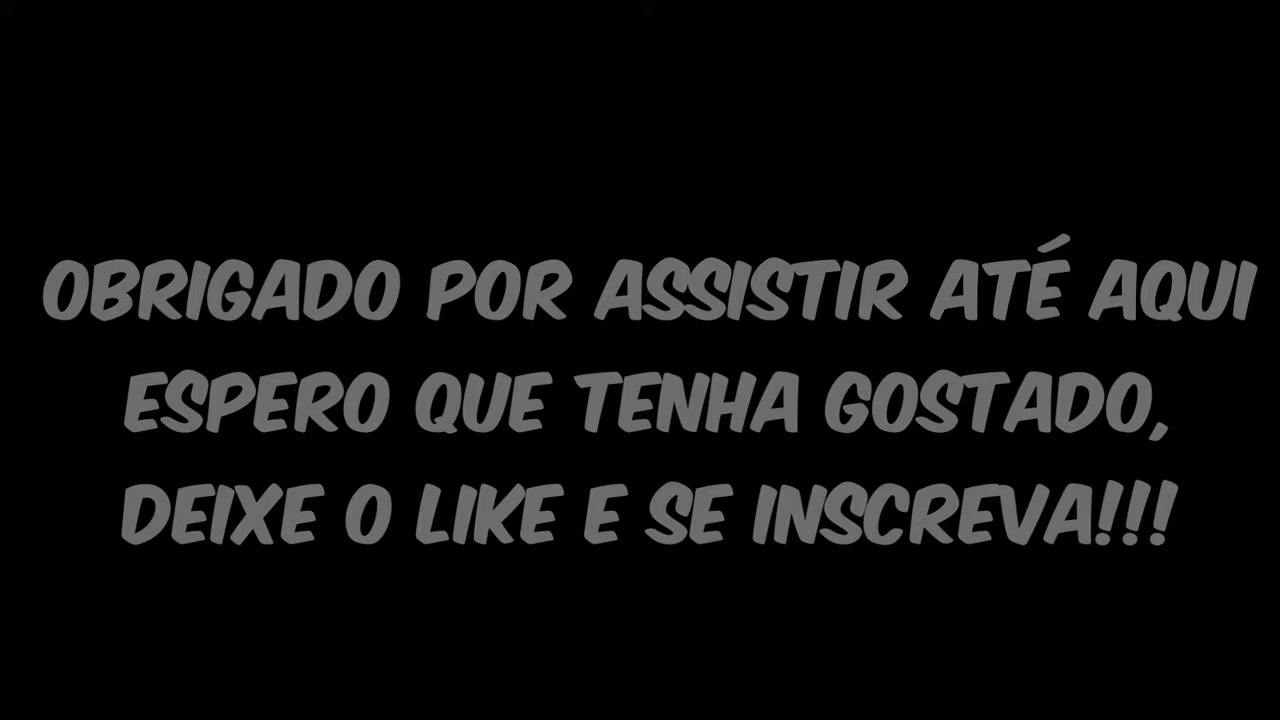 OBRIGADO POR ASSISTIR ATÉ AQUI
ESPERO QUE TENHA GOSTADO,
DEIXE O LIKE E SE INSCREVA!!!